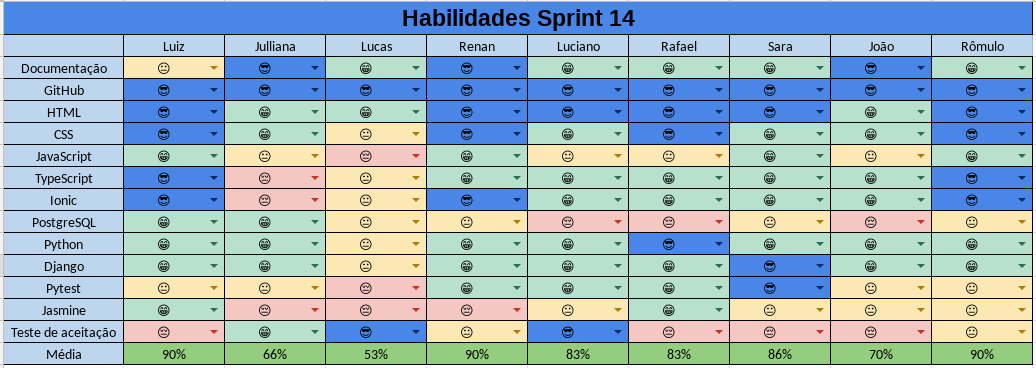 Habilidades Sprint 14
Luiz Julliana Lucas Renan Luciano Rafael Sara João Rômulo
Documentação
GitHub
HTML
CSS
JavaScript
TypeScript
Ionic
PostgreSQL
Python
Django
Pytest
Jasmine
Teste de aceitação
Média 90% 66% 53% 90% 83% 83% 86% 70% 90%